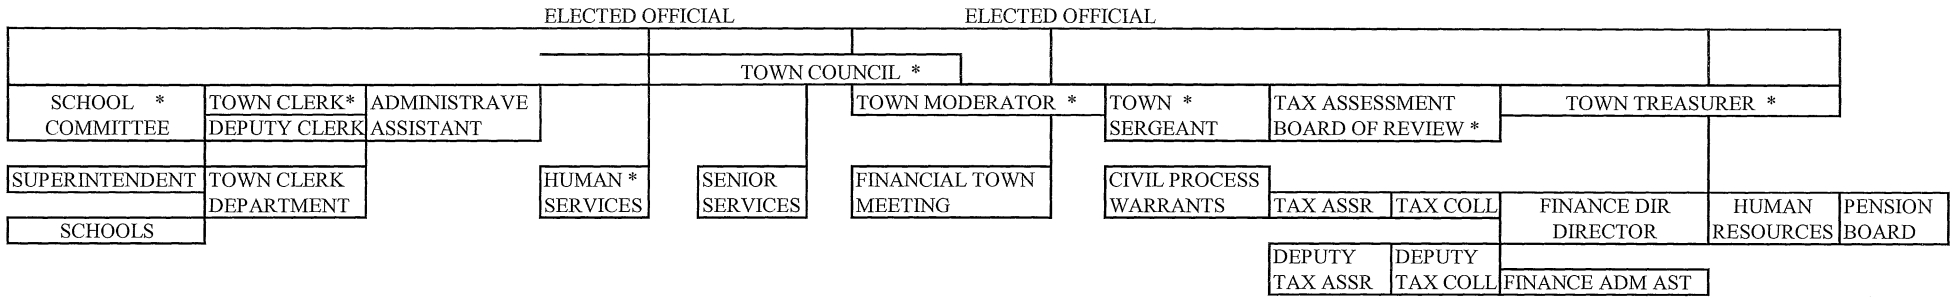 ELECTED OFFICIAL ELECTED OFFICIAL
TOWN COUNCIL *
SCHOOL *
COMMITTEE
TOWN CLERK*
DEPUTY CLERK
ADMINISTRAVE
ASSISTANT
TOWN MODERATOR *
TOWN *
SERGEANT
TAX ASSESSMENT
BOARD OF REVIEW *
TOWN TREASURER *
SUPERINTENDENT
TOWN CLERK
DEPARTMENT
HUMAN *
SERVICES
SENIOR
SERVICES
FINANCIAL TOWN
MEETING
CIVIL PROCESS
WARRANTS
TAX ASSR
TAX COLL
FINANCE DIR
DIRECTOR
HUMAN
RESOURCES
PENSION
BOARD
SCHOOLS
DEPUTY
TAX ASSR
DEPUTY
TAX COLL
FINANCE ADM AST